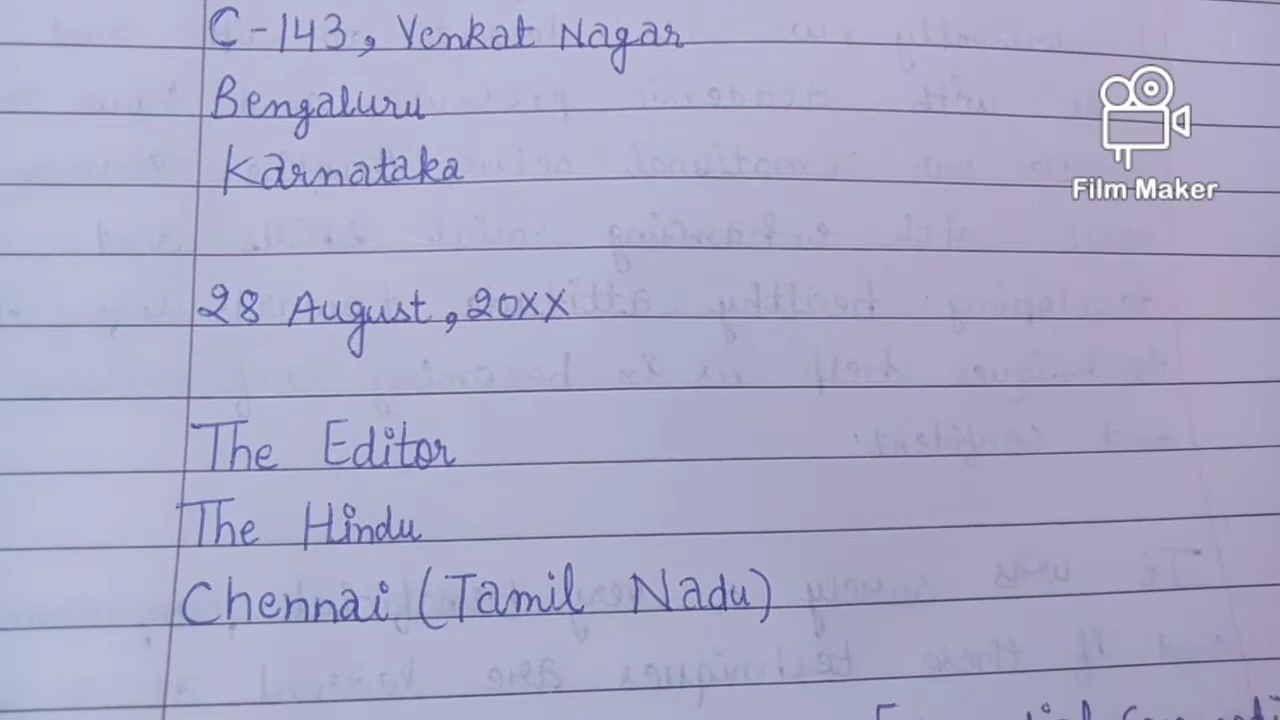 C-143, Venkat Nagar
Bengaluru
Karnataka
Film Maker
28 August, 20XX
The Editor
The Hindu
Chennai (Tamil Nadu)